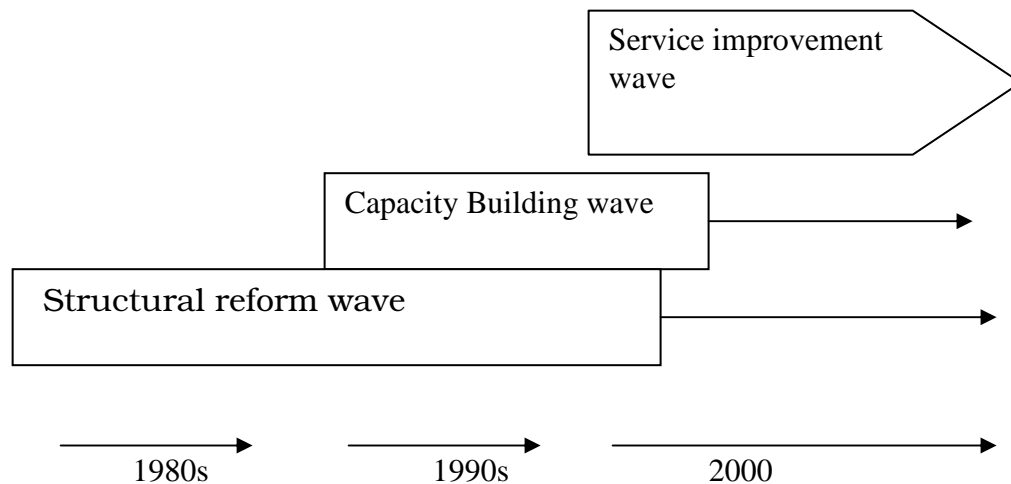 Service improvement
wave
Capacity Building wave
Structural reform wave
1980s
1990s
2000